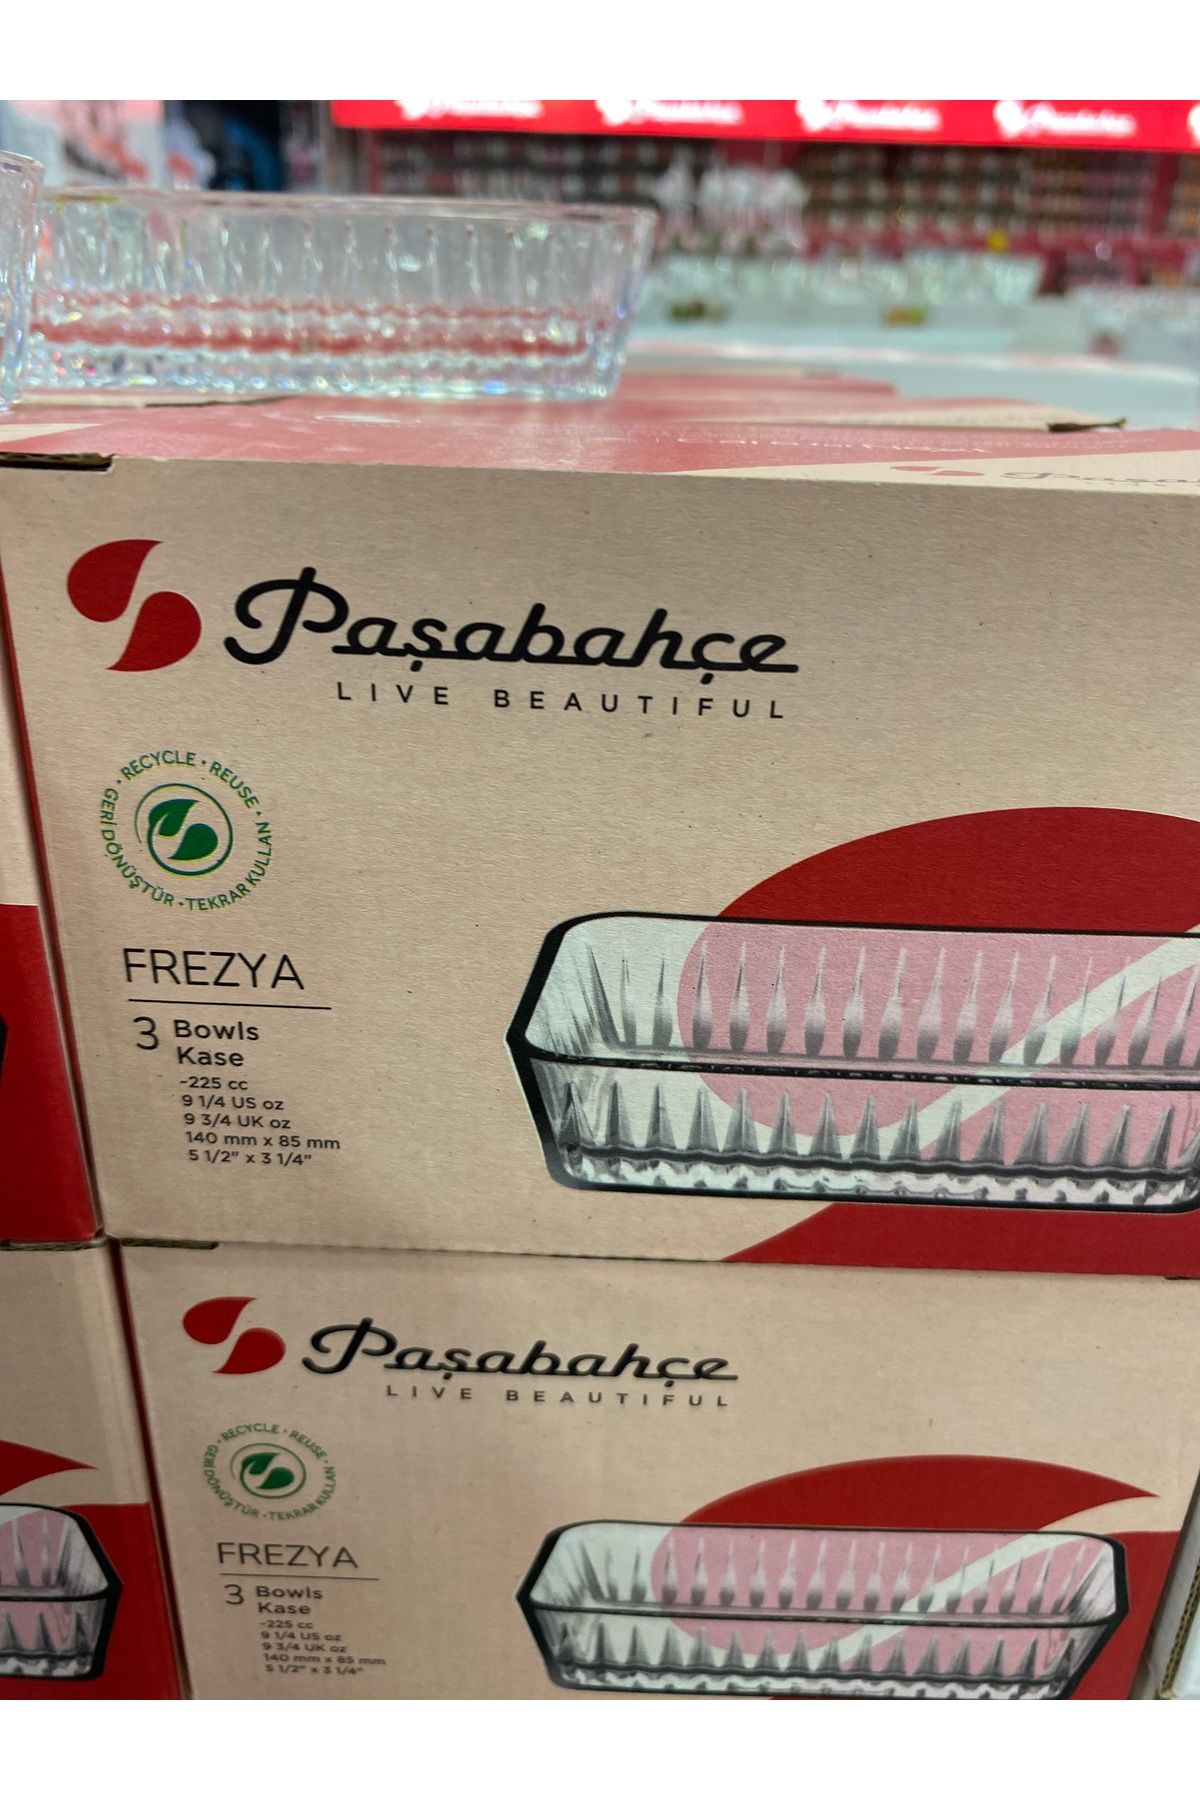 Paşabahçe
LIVE BEAUTIFUL
RECYCLE • REUSE • TEKRAR KULLAN • GERİ DÖNÜŞTÜR •
FREZYA
3 Bowls
Kase
~225 cc
9 1/4 US oz
9 3/4 UK oz
140 mm x 85 mm
5 1/2" x 3 1/4"
Paşabahçe
LIVE BEAUTIFUL
RECYCLE • REUSE • TEKRAR KULLAN • GERİ DÖNÜŞTÜR •
FREZYA
3 Bowls
Kase
~225 cc
9 1/4 US oz
9 3/4 UK oz
140 mm x 85 mm
5 1/2" x 3 1/4"